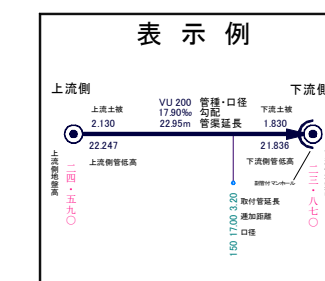 表示例
上流側
下流側
上流土被
VU 200 管種・口径
下流土被
17.90‰ 勾配
2.130
22.95m 管渠延長
1.830
22.247
21.836
上流側管低高
下流側管低高
上流側地盤高
二四・五九〇
副管付マンホール
二三・八七〇
3.20 取付管延長
17.00 逓加距離
150 口径